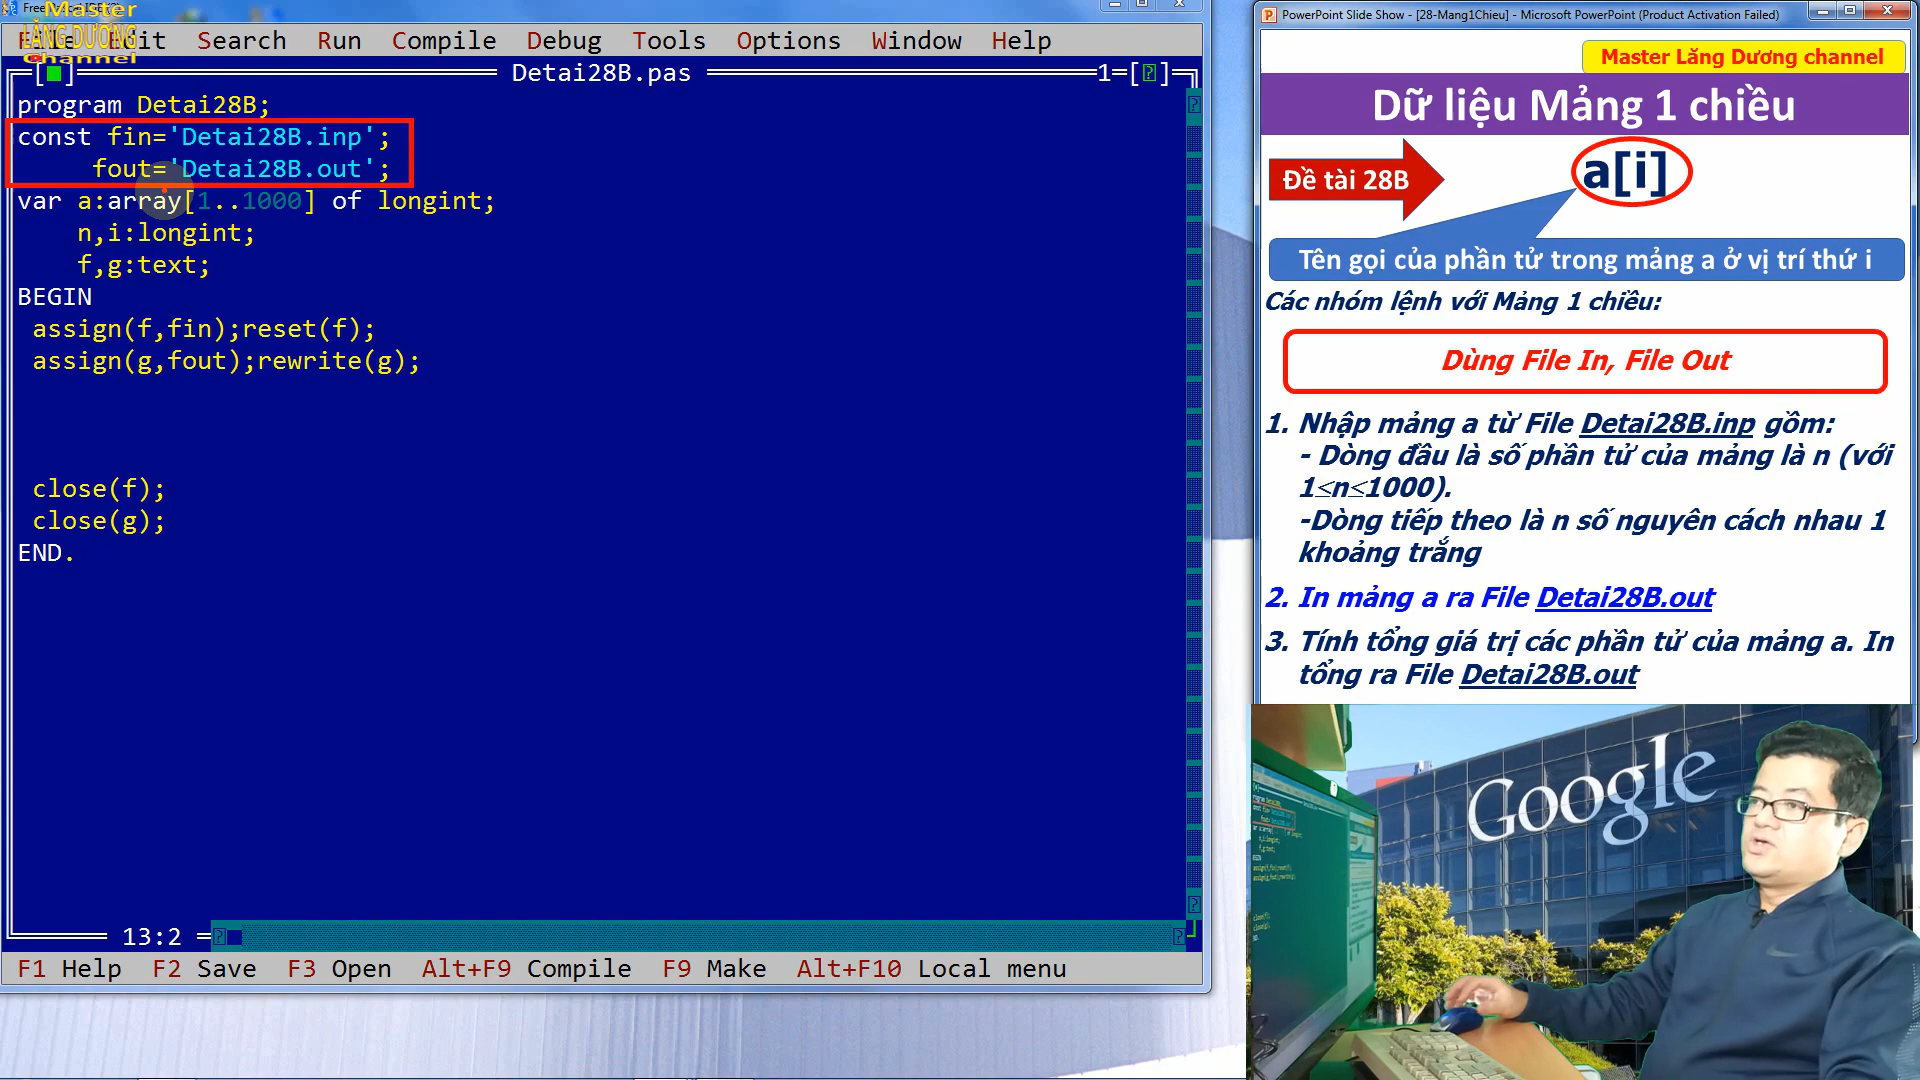 Master
LĂNG DƯƠNG
Channel
Edit Search Run Compile Debug Tools Options Window Help
Detai28B.pas 1=[ ]
program Detai28B;
const fin='Detai28B.inp';
fout='Detai28B.out';
var a:array[1..1000] of longint;
n,i:longint;
f,g:text;
BEGIN
assign(f,fin);reset(f);
assign(g,fout);rewrite(g);
close(f);
close(g);
END.
13:2
F1 Help F2 Save F3 Open Alt+F9 Compile F9 Make Alt+F10 Local menu
PowerPoint Slide Show - [28-Mang1Chieu] - Microsoft PowerPoint (Product Activation Failed)
Master Lăng Dương channel
Dữ liệu Mảng 1 chiều
Đề tài 28B
a[i]
Tên gọi của phần tử trong mảng a ở vị trí thứ i
Các nhóm lệnh với Mảng 1 chiều:
Dùng File In, File Out
1. Nhập mảng a từ File Detai28B.inp gồm:
- Dòng đầu là số phần tử của mảng là n (với
1≤n≤1000).
-Dòng tiếp theo là n số nguyên cách nhau 1
khoảng trắng
2. In mảng a ra File Detai28B.out
3. Tính tổng giá trị các phần tử của mảng a. In
tổng ra File Detai28B.out
Google